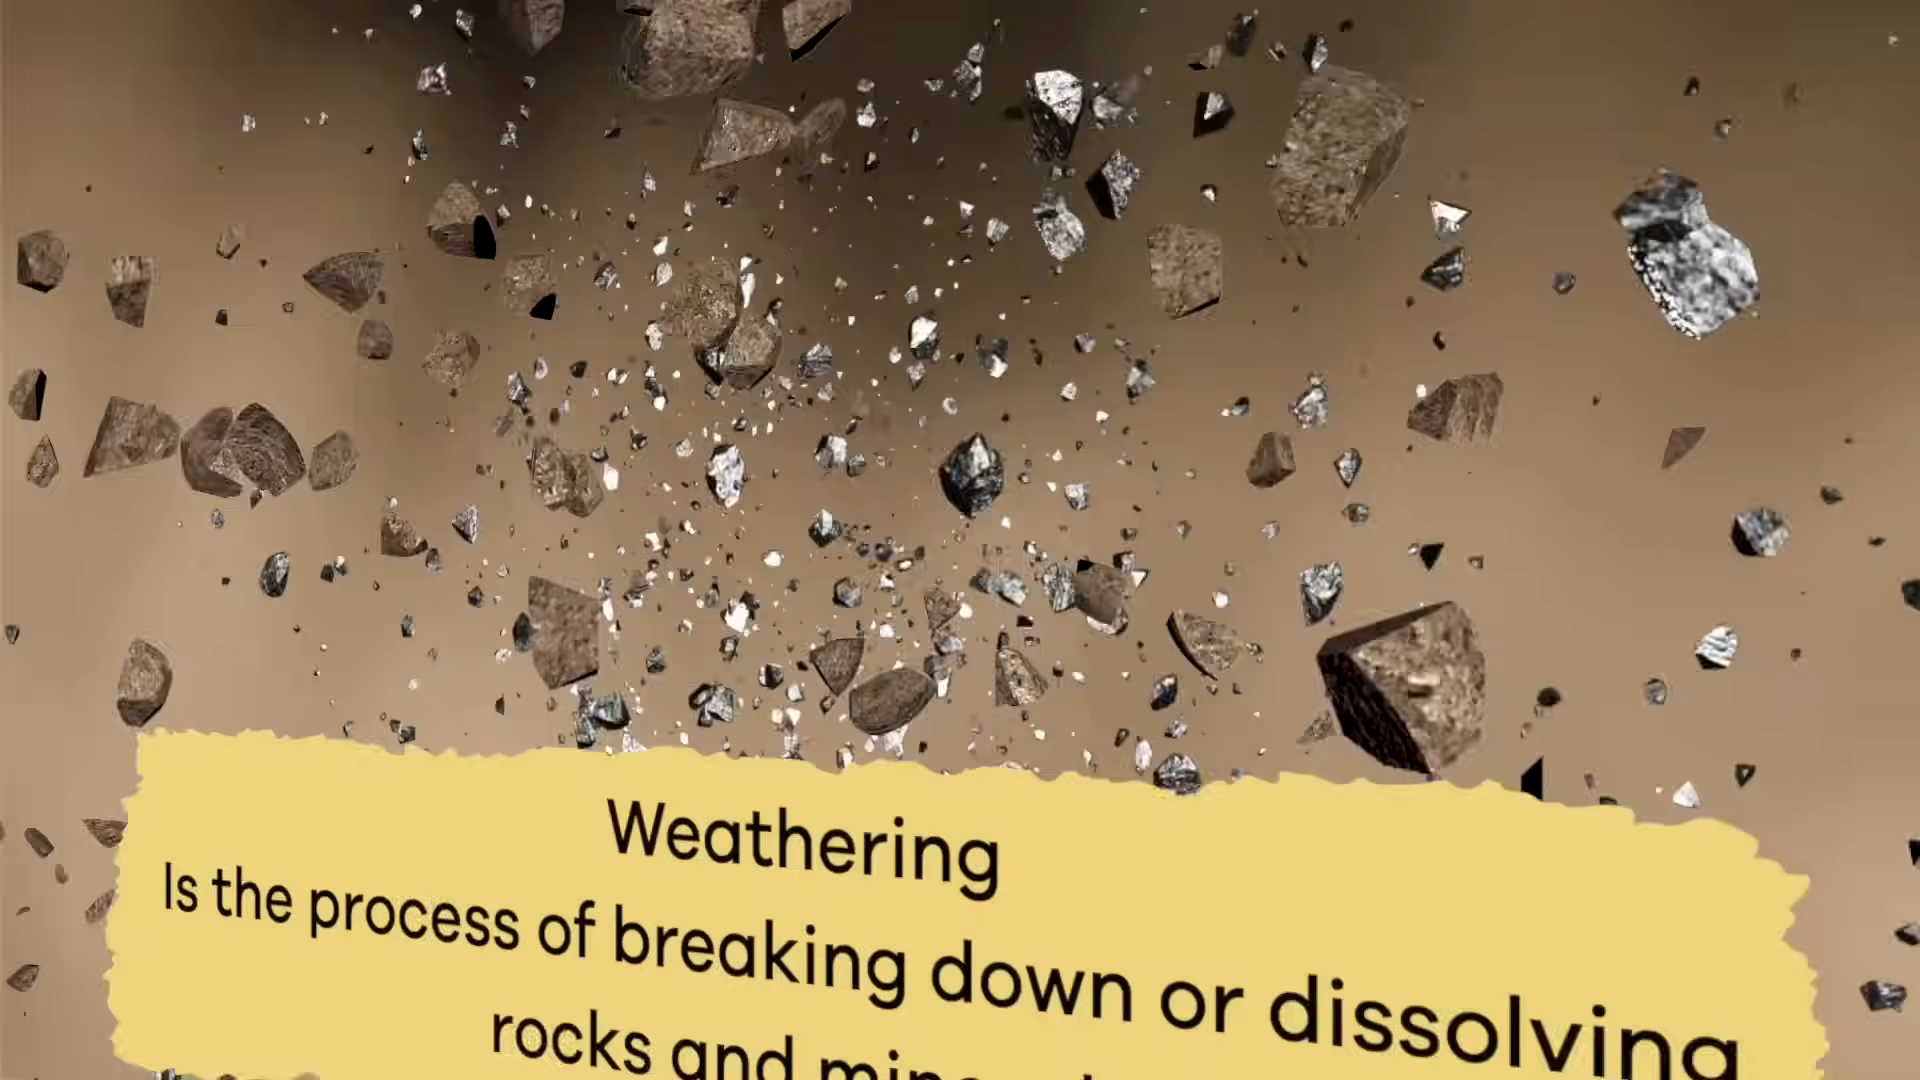 Weathering
Is the process of breaking down or dissolving
rocks and